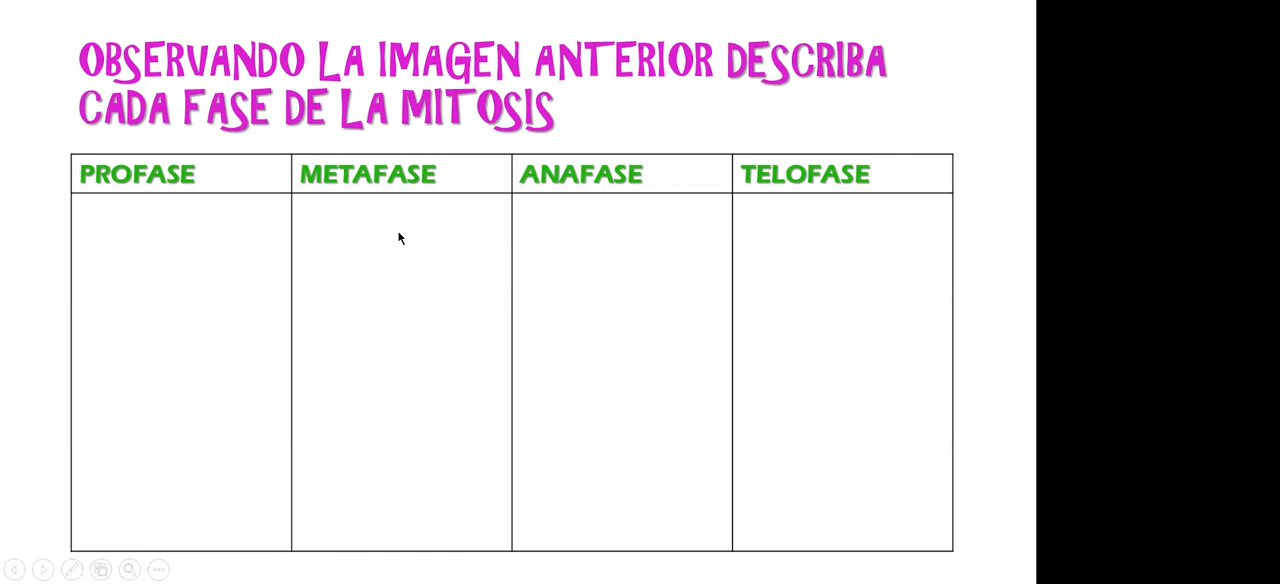 OBSERVANDO LA IMAGEN ANTERIOR DESCRIBA
CADA FASE DE LA MITOSIS
PROFASE METAFASE ANAFASE TELOFASE